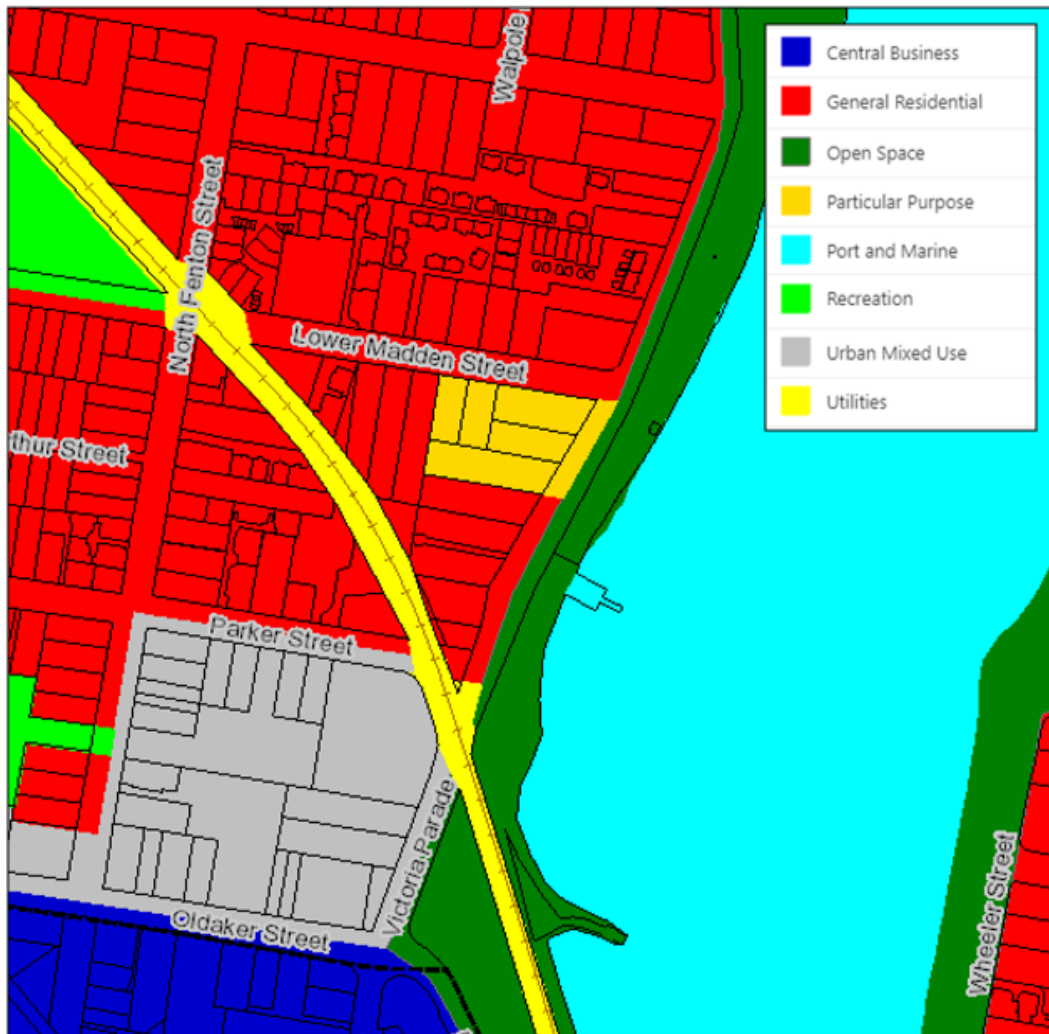 Walpole
Central Business
General Residential
Open Space
Particular Purpose
Port and Marine
Recreation
Urban Mixed Use
Utilities
North Fenton Street
Lower Madden Street
thur Street
Parker Street
Victoria Parade
Oldaker Street
Wheeler Street